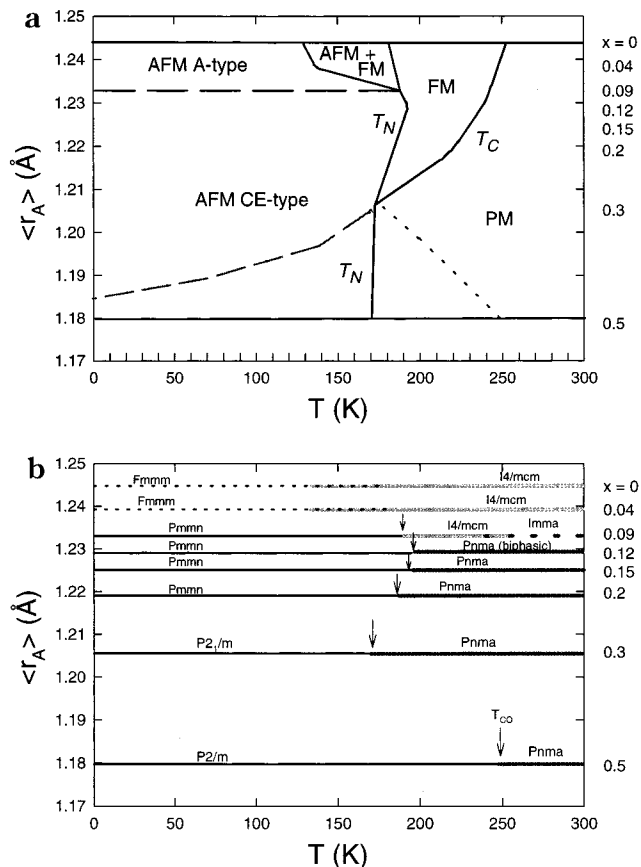 a
1.25
1.24
1.23
1.22
1.21
1.20
1.19
1.18
1.17
<r_A> (Å)
AFM A-type
AFM +
FM
FM
T_N
T_C
AFM CE-type
PM
T_N
x = 0
0.04
0.09
0.12
0.15
0.2
0.3
0.5
0 50 100 150 200 250 300
T (K)
b
1.25
1.24
1.23
1.22
1.21
1.20
1.19
1.18
1.17
<r_A> (Å)
Fmmm I4/mcm x = 0
Fmmm I4/mcm 0.04
Pmmn I4/mcm Imma 0.09
Pmmn Pnma (biphasic) 0.12
Pmmn Pnma 0.15
Pmmn Pnma 0.2
P2₁/m Pnma 0.3
T_CO
P2/m Pnma 0.5
0 50 100 150 200 250 300
T (K)